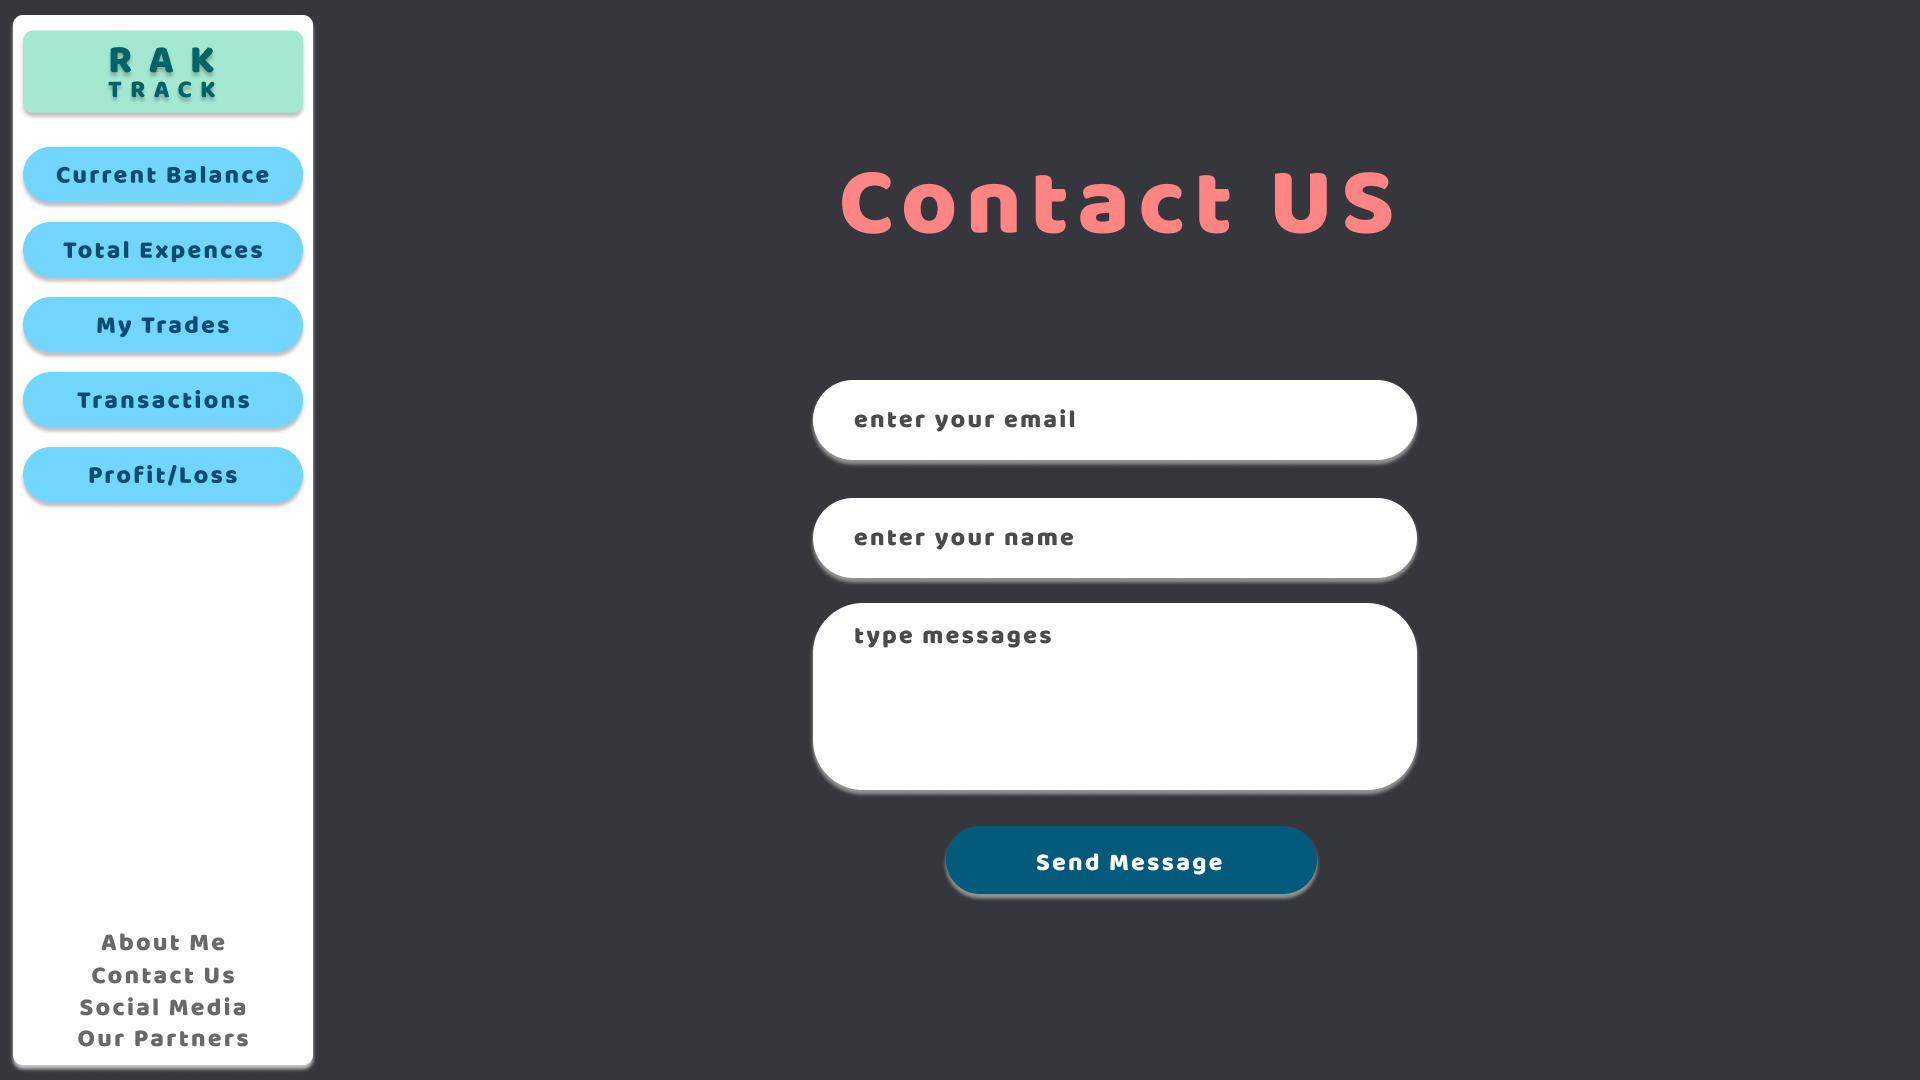 RAK
TRACK
Current Balance
Total Expences
My Trades
Transactions
Profit/Loss
About Me
Contact Us
Social Media
Our Partners
Contact US
enter your email
enter your name
type messages
Send Message